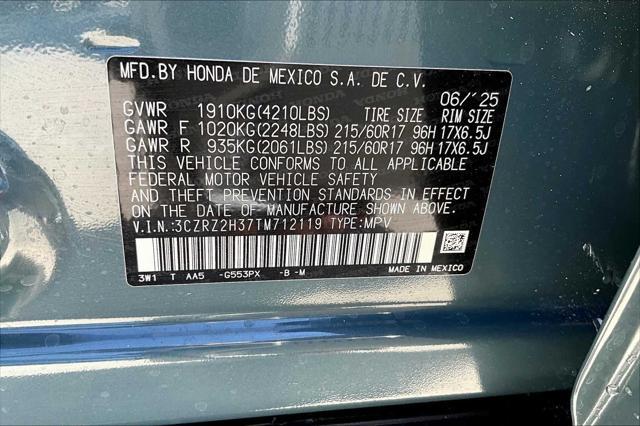 MFD.BY HONDA DE MEXICO S.A. DE C.V.
06/'25
GVWR 1910KG(4210LBS) TIRE SIZE RIM SIZE
GAWR F 1020KG(2248LBS) 215/60R17 96H 17X6.5J
GAWR R 935KG(2061LBS) 215/60R17 96H 17X6.5J
THIS VEHICLE CONFORMS TO ALL APPLICABLE
FEDERAL MOTOR VEHICLE SAFETY
AND THEFT PREVENTION STANDARDS IN EFFECT
ON THE DATE OF MANUFACTURE SHOWN ABOVE.
V.I.N.:3CZRZ2H37TM712119 TYPE:MPV
3W1 T AA5 -G553PX -B -M MADE IN MEXICO